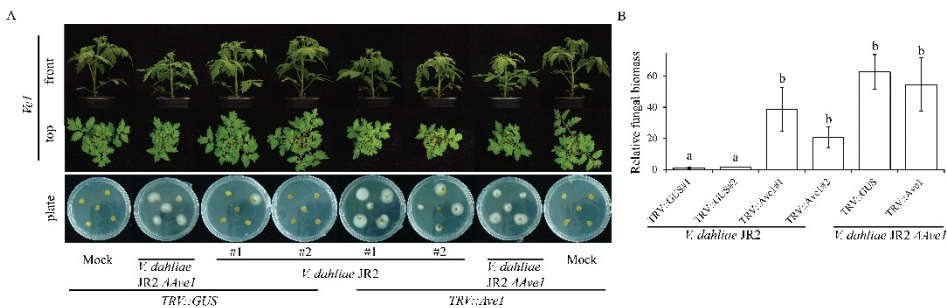 A
Ve1
front
top
plate
#1
#2
#1
#2
Mock
V. dahliae
JR2 ΔAve1
V. dahliae JR2
V. dahliae
JR2 ΔAve1
Mock
TRV::GUS
TRV::Ave1
B
Relative fungal biomass
60
40
20
0
a
a
b
b
b
b
TRV::GUS#1
TRV::GUS#2
TRV::Ave1#1
TRV::Ave1#2
TRV::GUS
TRV::Ave1
V. dahliae JR2
V. dahliae JR2 ΔAve1